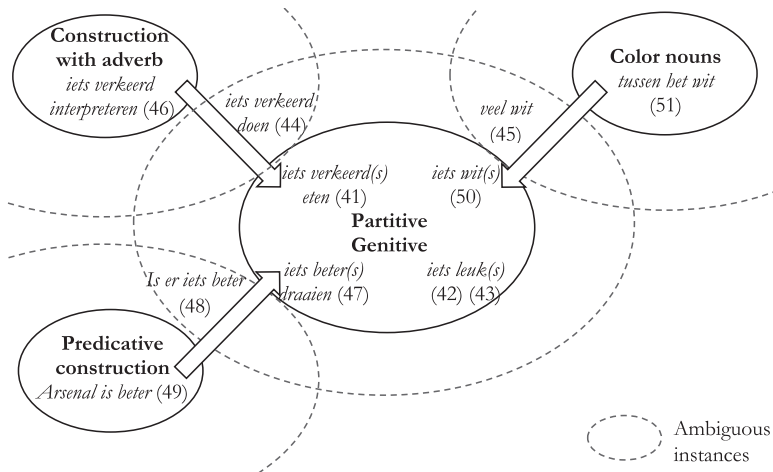 Construction
with adverb
iets verkeerd
interpreteren (46)
iets verkeerd
doen (44)
Color nouns
tussen het wit
(51)
veel wit
(45)
iets verkeerd(s)
eten (41)
iets wit(s)
(50)
Partitive
Genitive
iets beter(s)
draaien (47)
iets leuk(s)
(42) (43)
Is er iets beter
(48)
Predicative
construction
Arsenal is beter (49)
Ambiguous
instances